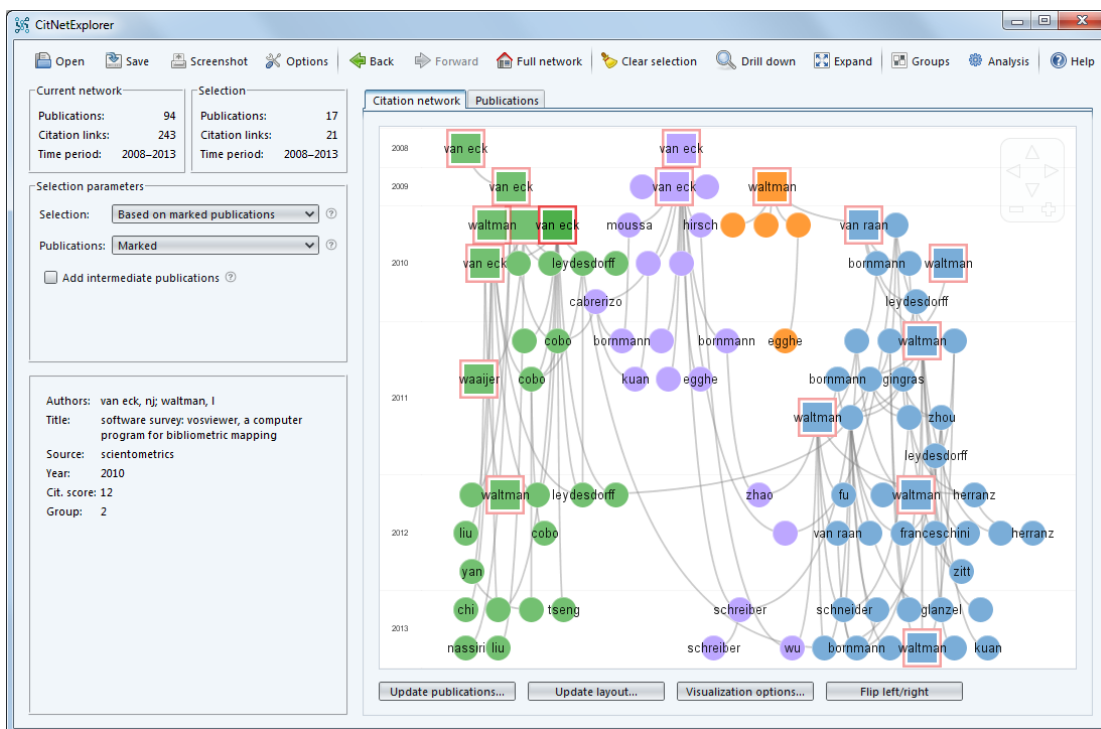 CitNetExplorer
Open Save Screenshot Options Back Forward Full network Clear selection Drill down Expand Groups Analysis Help
Current network
Publications: 94
Citation links: 243
Time period: 2008–2013
Selection
Publications: 17
Citation links: 21
Time period: 2008–2013
Selection parameters
Selection: Based on marked publications
Publications: Marked
Add intermediate publications
Authors: van eck, nj; waltman, l
Title: software survey: vosviewer, a computer
program for bibliometric mapping
Source: scientometrics
Year: 2010
Cit. score: 12
Group: 2
Citation network Publications
2008 van eck van eck
2009 van eck van eck waltman
waltman van eck moussa hirsch van raan
2010 van eck leydesdorff bornmann waltman
cabrerizo leydesdorff
cobo bornmann bornmann egghe waltman
waaijer cobo kuan egghe bornmann gingras
2011
waltman zhou
leydesdorff
waltman leydesdorff zhao fu waltman herranz
2012 liu cobo van raan franceschini herranz
yan zitt
chi tseng schreiber schneider glanzel
2013
nassiri liu schreiber wu bornmann waltman kuan
Update publications... Update layout... Visualization options... Flip left/right